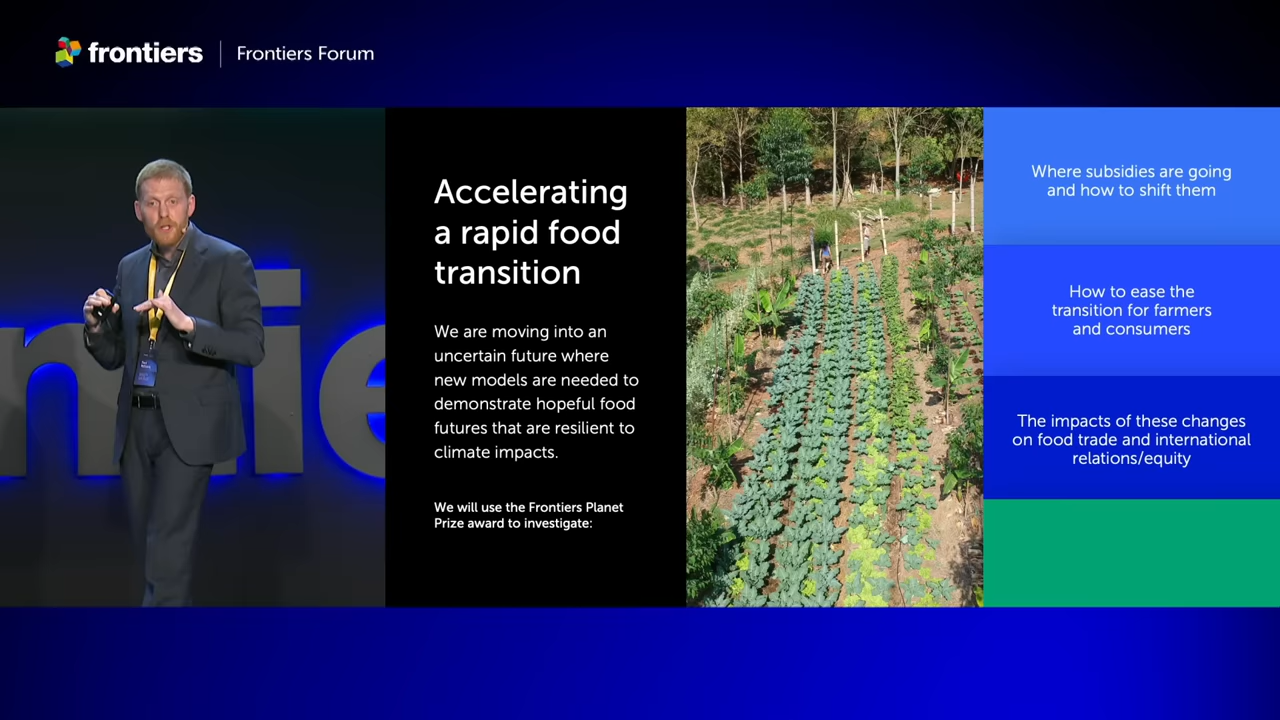 frontiers
Frontiers Forum
Accelerating
a rapid food
transition
We are moving into an
uncertain future where
new models are needed to
demonstrate hopeful food
futures that are resilient to
climate impacts.
We will use the Frontiers Planet
Prize award to investigate:
Where subsidies are going
and how to shift them
How to ease the
transition for farmers
and consumers
The impacts of these changes
on food trade and international
relations/equity